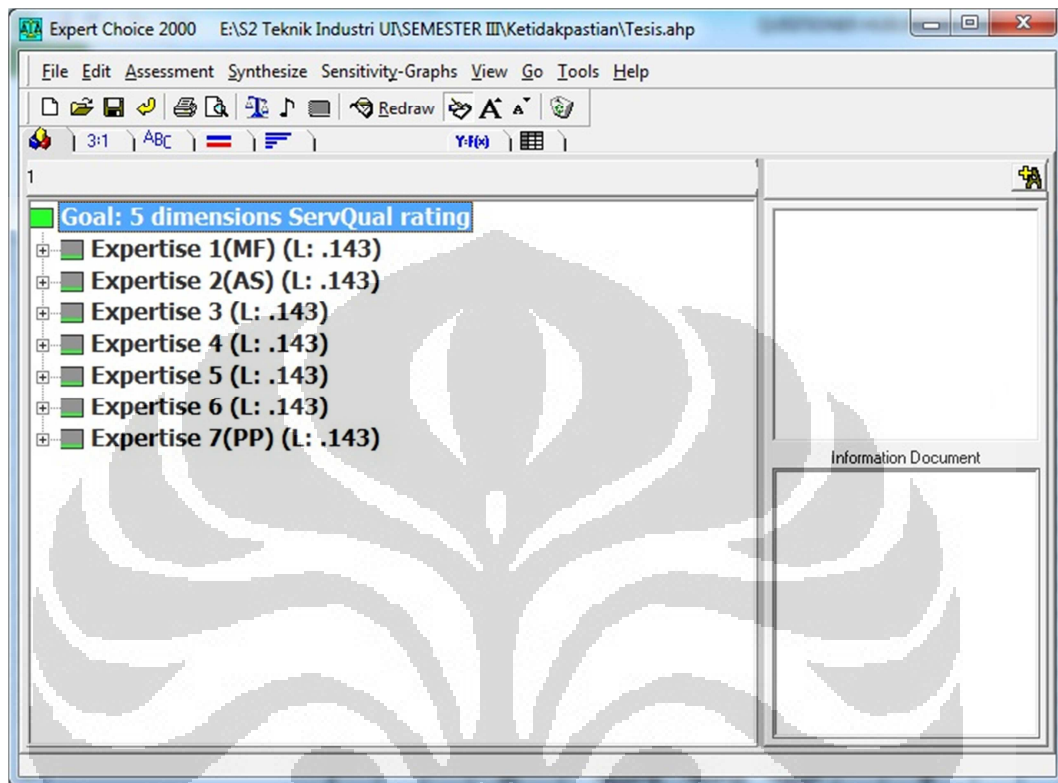 Expert Choice 2000 E:\S2 Teknik Industri UI\SEMESTER III\Ketidakpastian\Tesis.ahp
File Edit Assessment Synthesize Sensitivity-Graphs View Go Tools Help
Redraw A A
3:1 ABC Y=F(x)
1
Goal: 5 dimensions ServQual rating
Expertise 1(MF) (L: .143)
Expertise 2(AS) (L: .143)
Expertise 3 (L: .143)
Expertise 4 (L: .143)
Expertise 5 (L: .143)
Expertise 6 (L: .143)
Expertise 7(PP) (L: .143)
Information Document